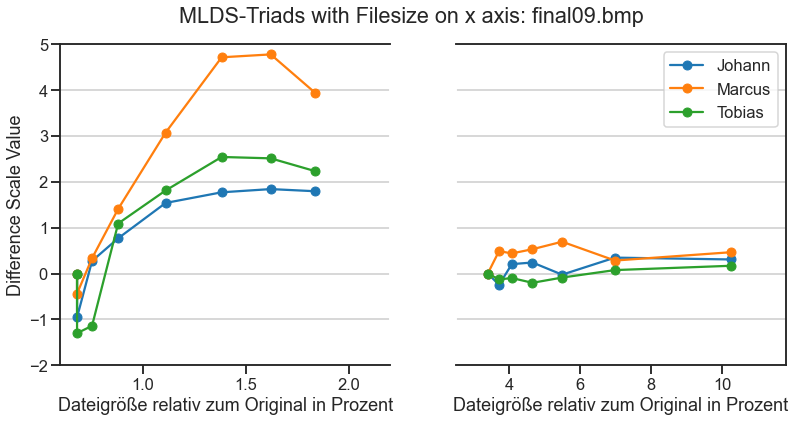 MLDS-Triads with Filesize on x axis: final09.bmp
Difference Scale Value
5
4
3
2
1
0
−1
−2
1.0 1.5 2.0
Dateigröße relativ zum Original in Prozent
Johann
Marcus
Tobias
4 6 8 10
Dateigröße relativ zum Original in Prozent